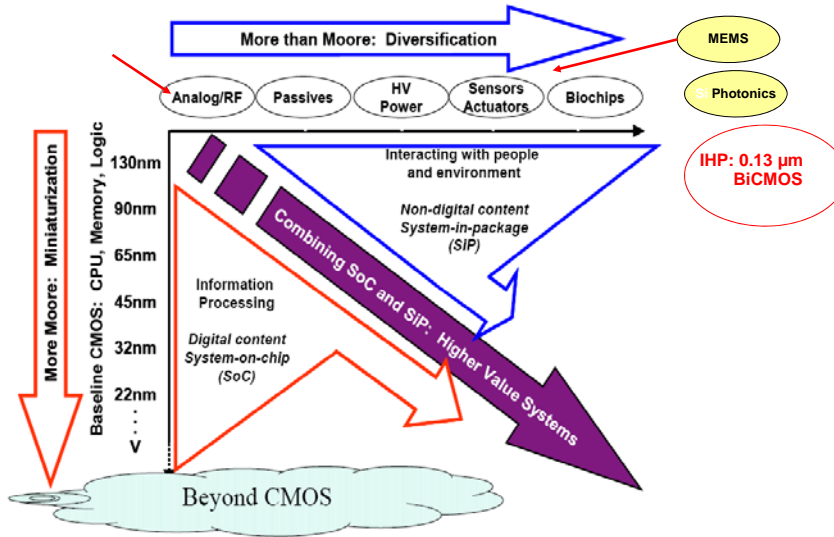 More than Moore: Diversification
MEMS
Analog/RF
Passives
HV
Power
Sensors
Actuators
Biochips
Si Photonics
IHP: 0.13 µm
BiCMOS
More Moore: Miniaturization
Baseline CMOS: CPU, Memory, Logic
130nm
90nm
65nm
45nm
32nm
22nm
V
Interacting with people
and environment
Non-digital content
System-in-package
(SiP)
Combining SoC and SiP: Higher Value Systems
Information
Processing
Digital content
System-on-chip
(SoC)
Beyond CMOS